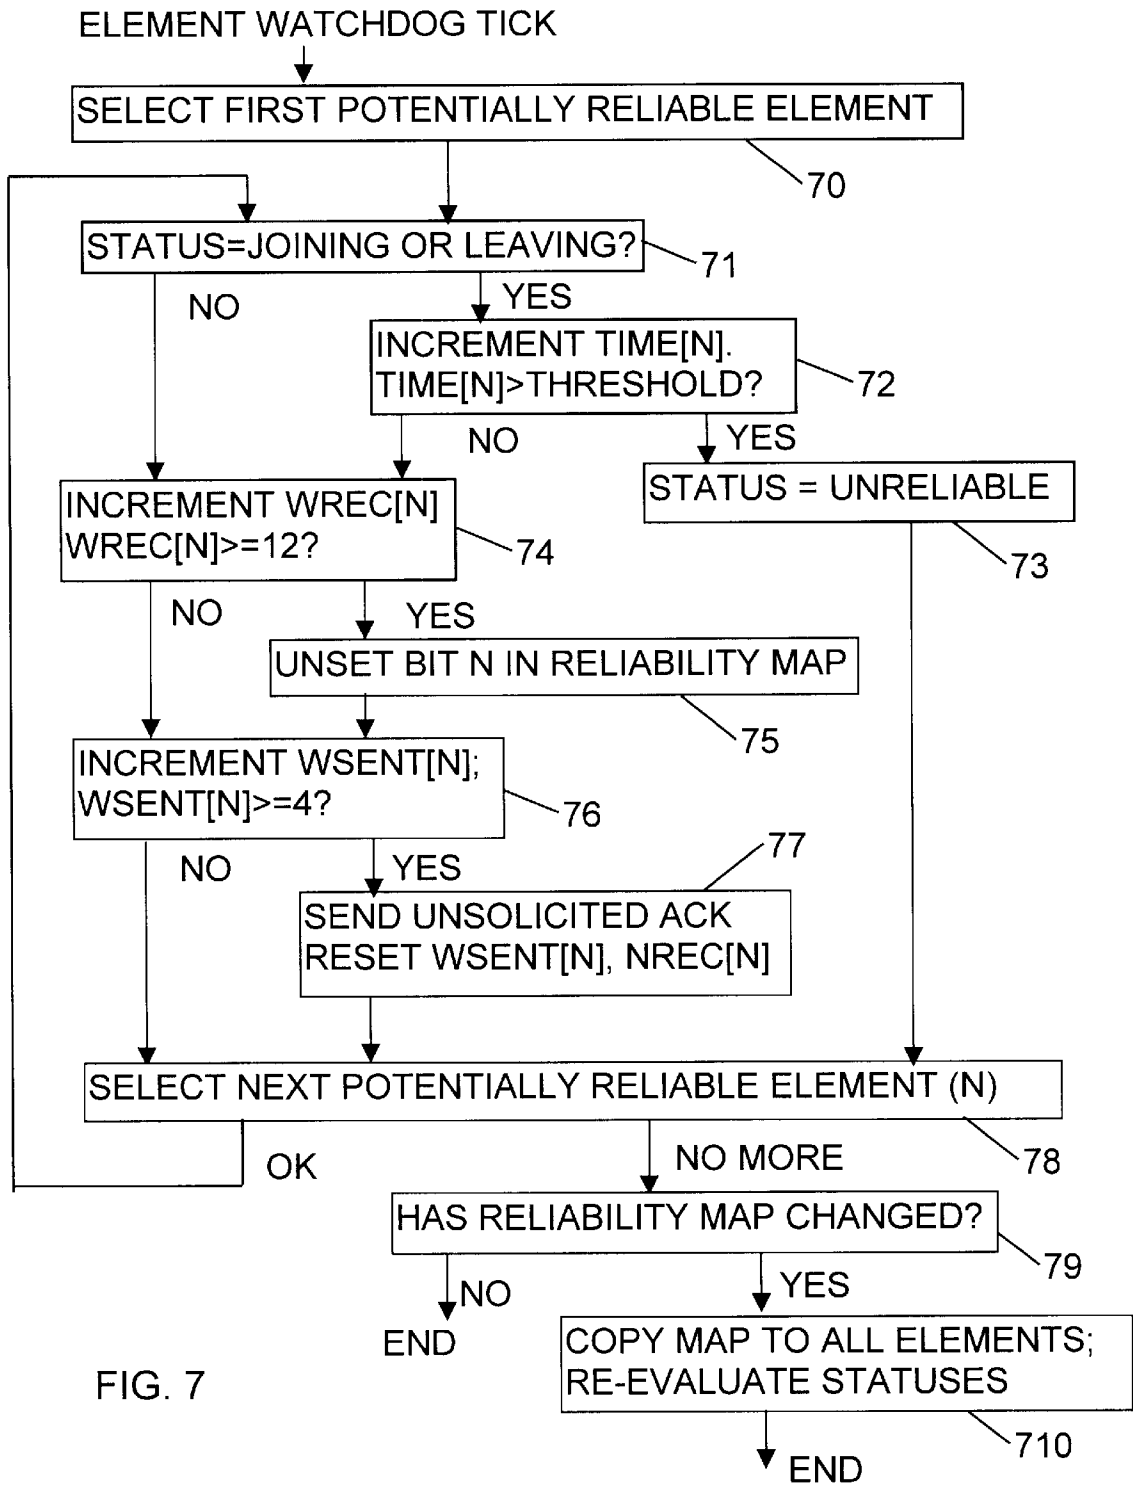 ELEMENT WATCHDOG TICK
SELECT FIRST POTENTIALLY RELIABLE ELEMENT
70
STATUS=JOINING OR LEAVING?
71
NO
YES
INCREMENT TIME[N].
TIME[N]>THRESHOLD?
72
NO
YES
INCREMENT WREC[N]
WREC[N]>=12?
74
STATUS = UNRELIABLE
73
NO
YES
UNSET BIT N IN RELIABILITY MAP
75
INCREMENT WSENT[N];
WSENT[N]>=4?
76
NO
YES
77
SEND UNSOLICITED ACK
RESET WSENT[N], NREC[N]
SELECT NEXT POTENTIALLY RELIABLE ELEMENT (N)
78
OK
NO MORE
HAS RELIABILITY MAP CHANGED?
79
NO
YES
END
COPY MAP TO ALL ELEMENTS;
RE-EVALUATE STATUSES
710
END
FIG. 7